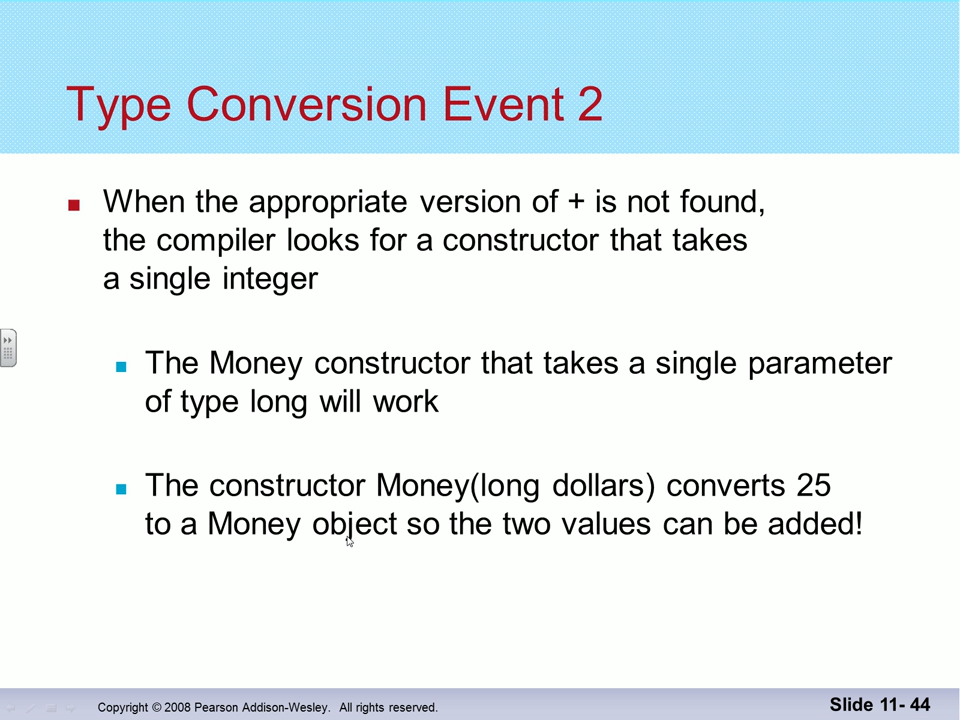 Type Conversion Event 2
When the appropriate version of + is not found,
the compiler looks for a constructor that takes
a single integer
The Money constructor that takes a single parameter
of type long will work
The constructor Money(long dollars) converts 25
to a Money object so the two values can be added!
Copyright © 2008 Pearson Addison-Wesley. All rights reserved.
Slide 11- 44